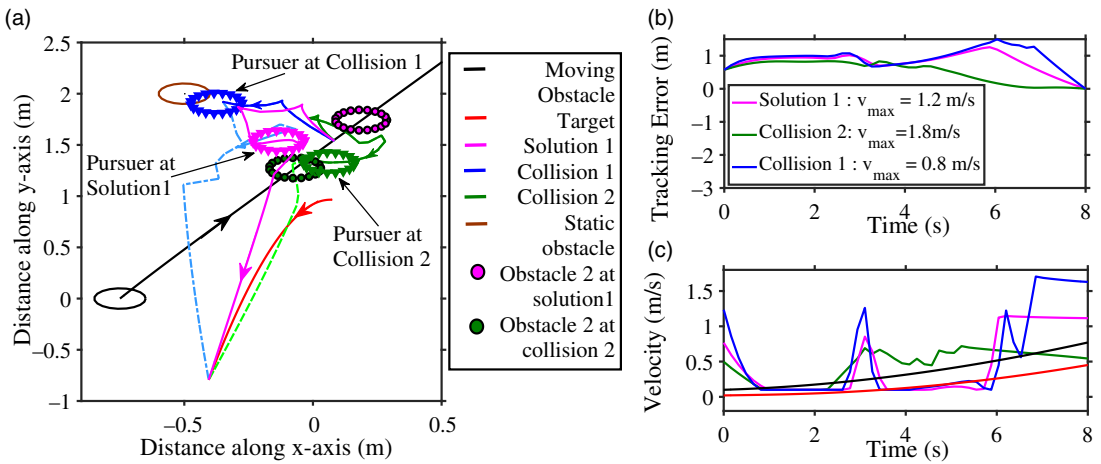 (a)
Distance along y-axis (m)
2.5
2
1.5
1
0.5
0
−0.5
−1
−0.5
0
0.5
Distance along x-axis (m)
Pursuer at Collision 1
Pursuer at
Solution1
Pursuer at
Collision 2
Moving
Obstacle
Target
Solution 1
Collision 1
Collision 2
Static
obstacle
Obstacle 2 at
solution1
Obstacle 2 at
collision 2
(b)
Tracking Error (m)
1
0
−1
−2
−3
0
2
4
6
8
Time (s)
Solution 1 : vmax = 1.2 m/s
Collision 2: vmax=1.8m/s
Collision 1 : vmax = 0.8 m/s
(c)
Velocity (m/s
1.5
1
0.5
0
0
2
4
6
8
Time (s)